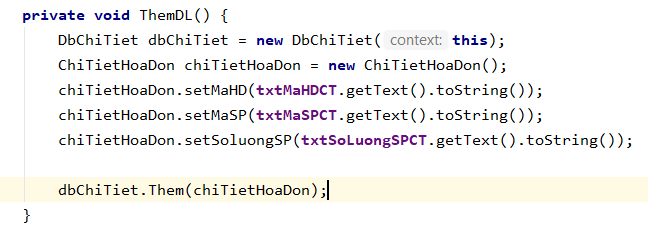 private void ThemDL() {
DbChiTiet dbChiTiet = new DbChiTiet( context: this);
ChiTietHoaDon chiTietHoaDon = new ChiTietHoaDon();
chiTietHoaDon.setMaHD(txtMaHDCT.getText().toString());
chiTietHoaDon.setMaSP(txtMaSPCT.getText().toString());
chiTietHoaDon.setSoluongSP(txtSoLuongSPCT.getText().toString());
dbChiTiet.Them(chiTietHoaDon);
}